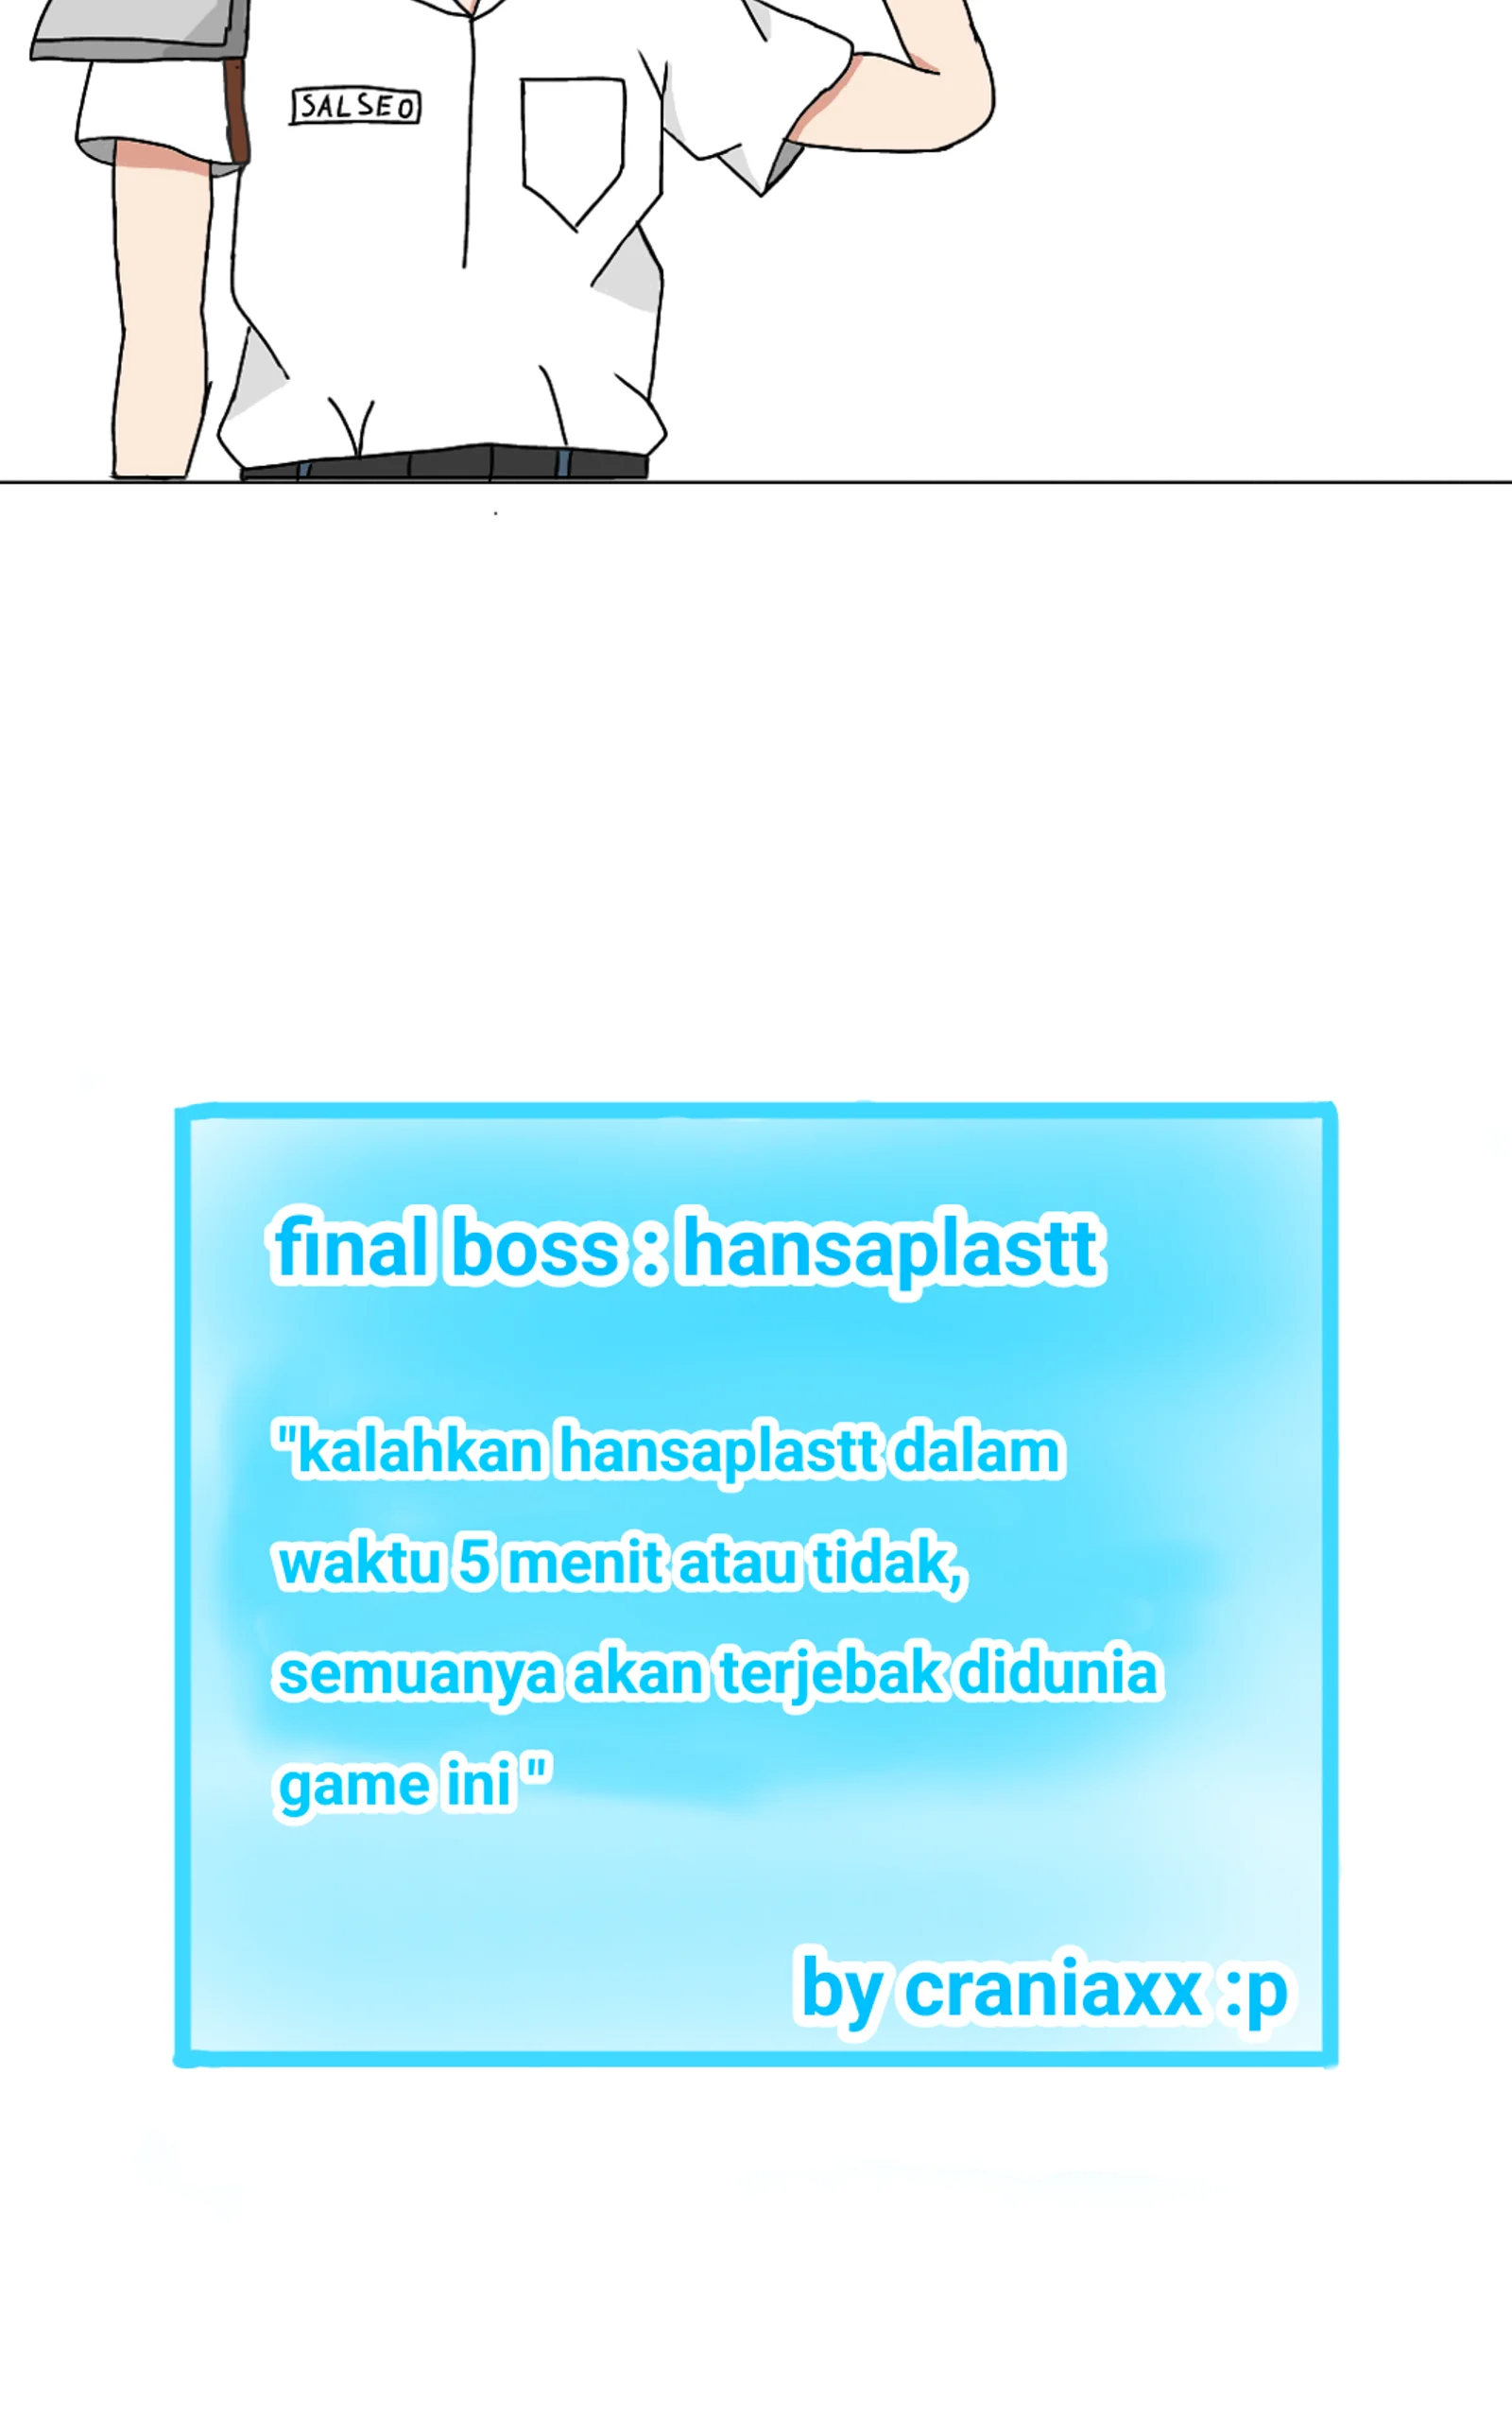 SALSEO
final boss : hansaplastt
"kalahkan hansaplastt dalam
waktu 5 menit atau tidak,
semuanya akan terjebak didunia
game ini "
by craniaxx :p